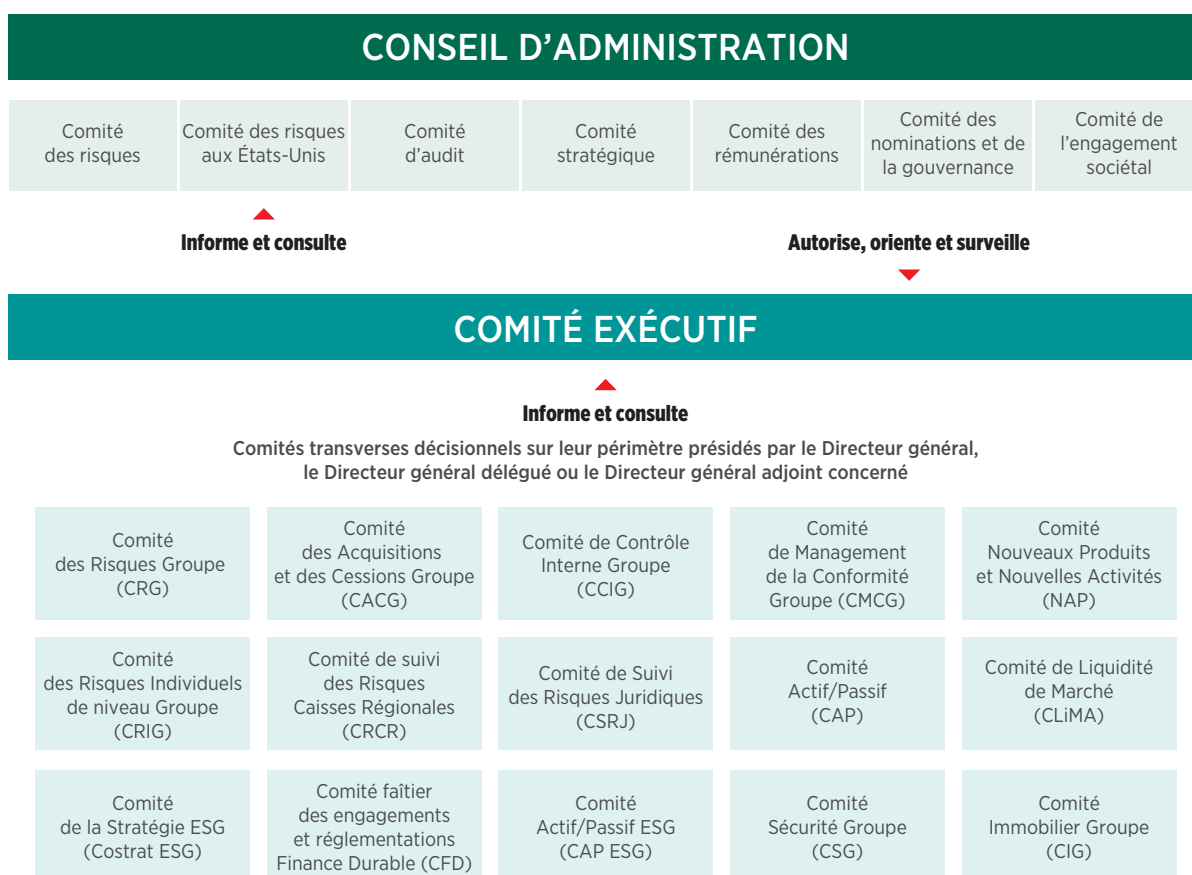 CONSEIL D’ADMINISTRATION
Comité
des risques
Comité des risques
aux États-Unis
Comité
d’audit
Comité
stratégique
Comité des
rémunérations
Comité des
nominations et de
la gouvernance
Comité de
l’engagement
sociétal
Informe et consulte
Autorise, oriente et surveille
COMITÉ EXÉCUTIF
Informe et consulte
Comités transverses décisionnels sur leur périmètre présidés par le Directeur général,
le Directeur général délégué ou le Directeur général adjoint concerné
Comité
des Risques Groupe
(CRG)
Comité
des Acquisitions
et des Cessions Groupe
(CACG)
Comité de Contrôle
Interne Groupe
(CCIG)
Comité
de Management
de la Conformité
Groupe (CMCG)
Comité
Nouveaux Produits
et Nouvelles Activités
(NAP)
Comité
des Risques Individuels
de niveau Groupe
(CRIG)
Comité de suivi
des Risques
Caisses Régionales
(CRCR)
Comité de Suivi
des Risques Juridiques
(CSRJ)
Comité
Actif/Passif
(CAP)
Comité de Liquidité
de Marché
(CLiMA)
Comité
de la Stratégie ESG
(Costrat ESG)
Comité faîtier
des engagements
et réglementations
Finance Durable (CFD)
Comité
Actif/Passif ESG
(CAP ESG)
Comité
Sécurité Groupe
(CSG)
Comité
Immobilier Groupe
(CIG)